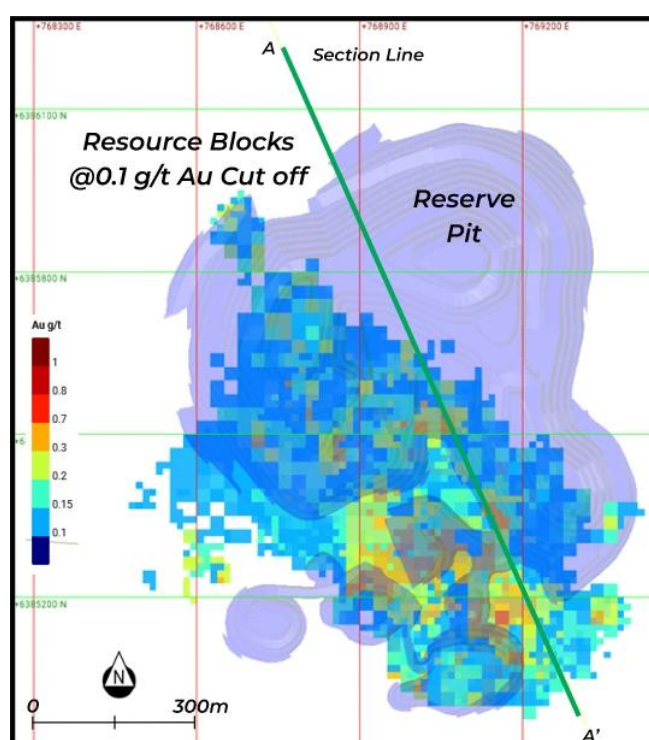 +768300 E
+768600 N
+768900 E
+769200 E
A
Section Line
+6386100 N
Resource Blocks
@0.1 g/t Au Cut off
Reserve
Pit
+6385800 N
Au g/t
1
0.8
0.7
0.3
0.2
0.15
0.1
+6385200 N
N
0
300m
A'